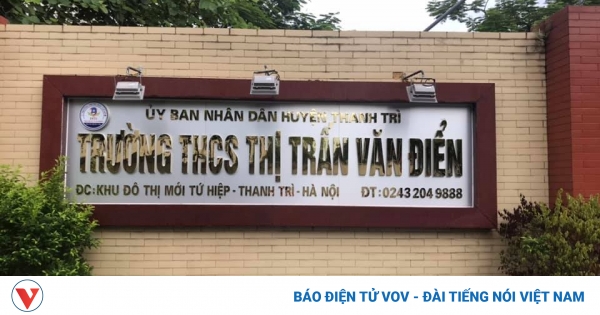 ỦY BAN NHÂN DÂN HUYỆN THANH TRÌ
TRƯỜNG THCS THỊ TRẤN VĂN ĐIỂN
ĐC:KHU ĐÔ THỊ MỚI TỨ HIỆP - THANH TRÌ - HÀ NỘI ĐT:0243 204 9888
BÁO ĐIỆN TỬ VOV - ĐÀI TIẾNG NÓI VIỆT NAM